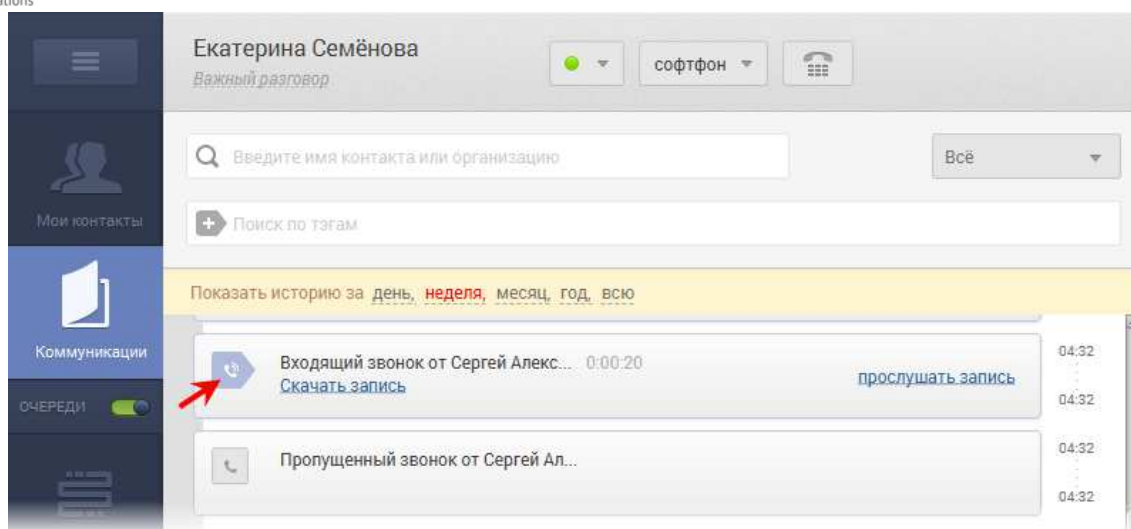 Екатерина Семёнова
Важный разговор
софтфон
Введите имя контакта или организацию
Всё
Мои контакты
Поиск по тэгам
Показать историю за день, неделя, месяц, год, всю
Коммуникации
Входящий звонок от Сергей Алекс... 0:00:20
Скачать запись
прослушать запись
04:32
04:32
ОЧЕРЕДИ
Пропущенный звонок от Сергей Ал...
04:32
04:32